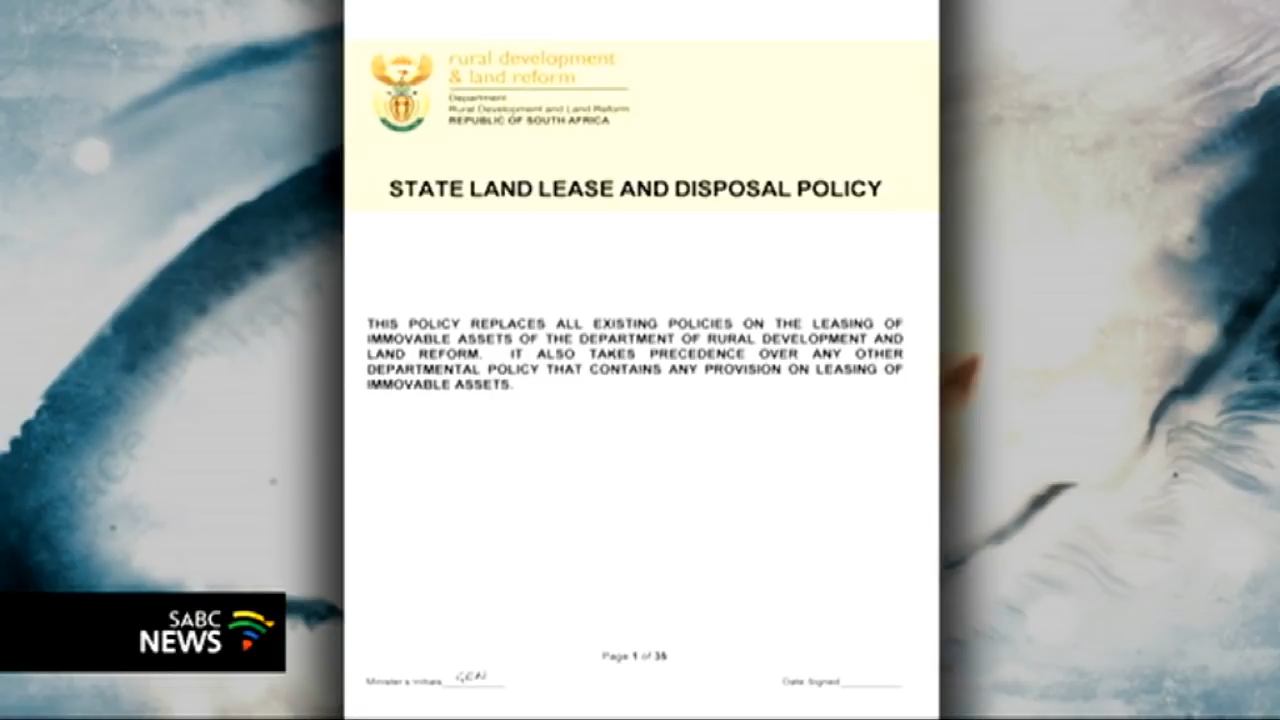 rural development
& land reform
Department
Rural Development and Land Reform
REPUBLIC OF SOUTH AFRICA
STATE LAND LEASE AND DISPOSAL POLICY
THIS POLICY REPLACES ALL EXISTING POLICIES ON THE LEASING OF
IMMOVABLE ASSETS OF THE DEPARTMENT OF RURAL DEVELOPMENT AND
LAND REFORM. IT ALSO TAKES PRECEDENCE OVER ANY OTHER
DEPARTMENTAL POLICY THAT CONTAINS ANY PROVISION ON LEASING OF
IMMOVABLE ASSETS.
Page 1 of 35
Minister's Initials
Date Signed
SABC
NEWS